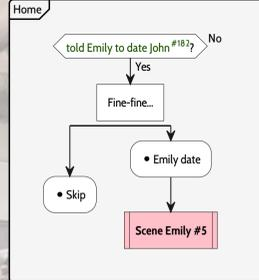 Home
told Emily to date John #182?
No
Yes
Fine-fine...
• Emily date
• Skip
Scene Emily #5